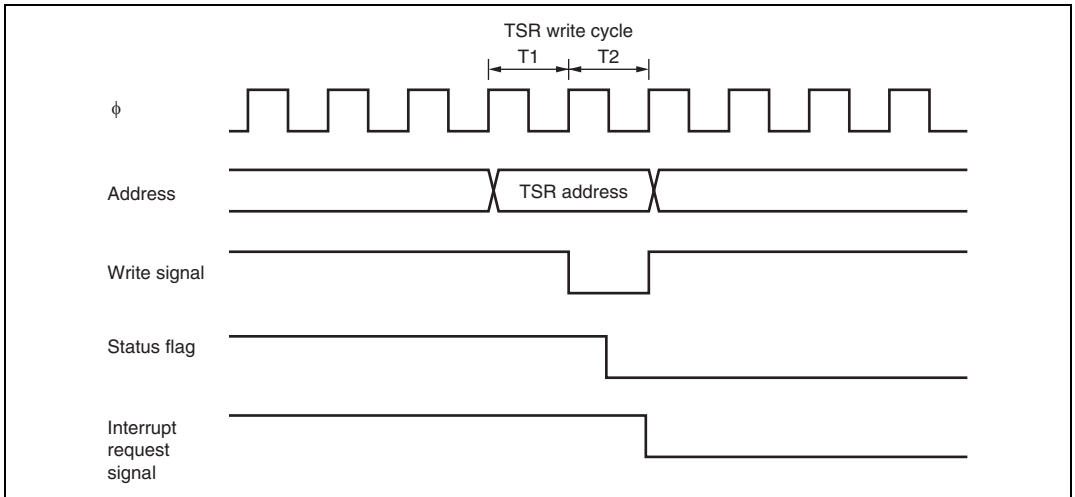 TSR write cycle
T1 T2
ϕ
Address
TSR address
Write signal
Status flag
Interrupt
request
signal